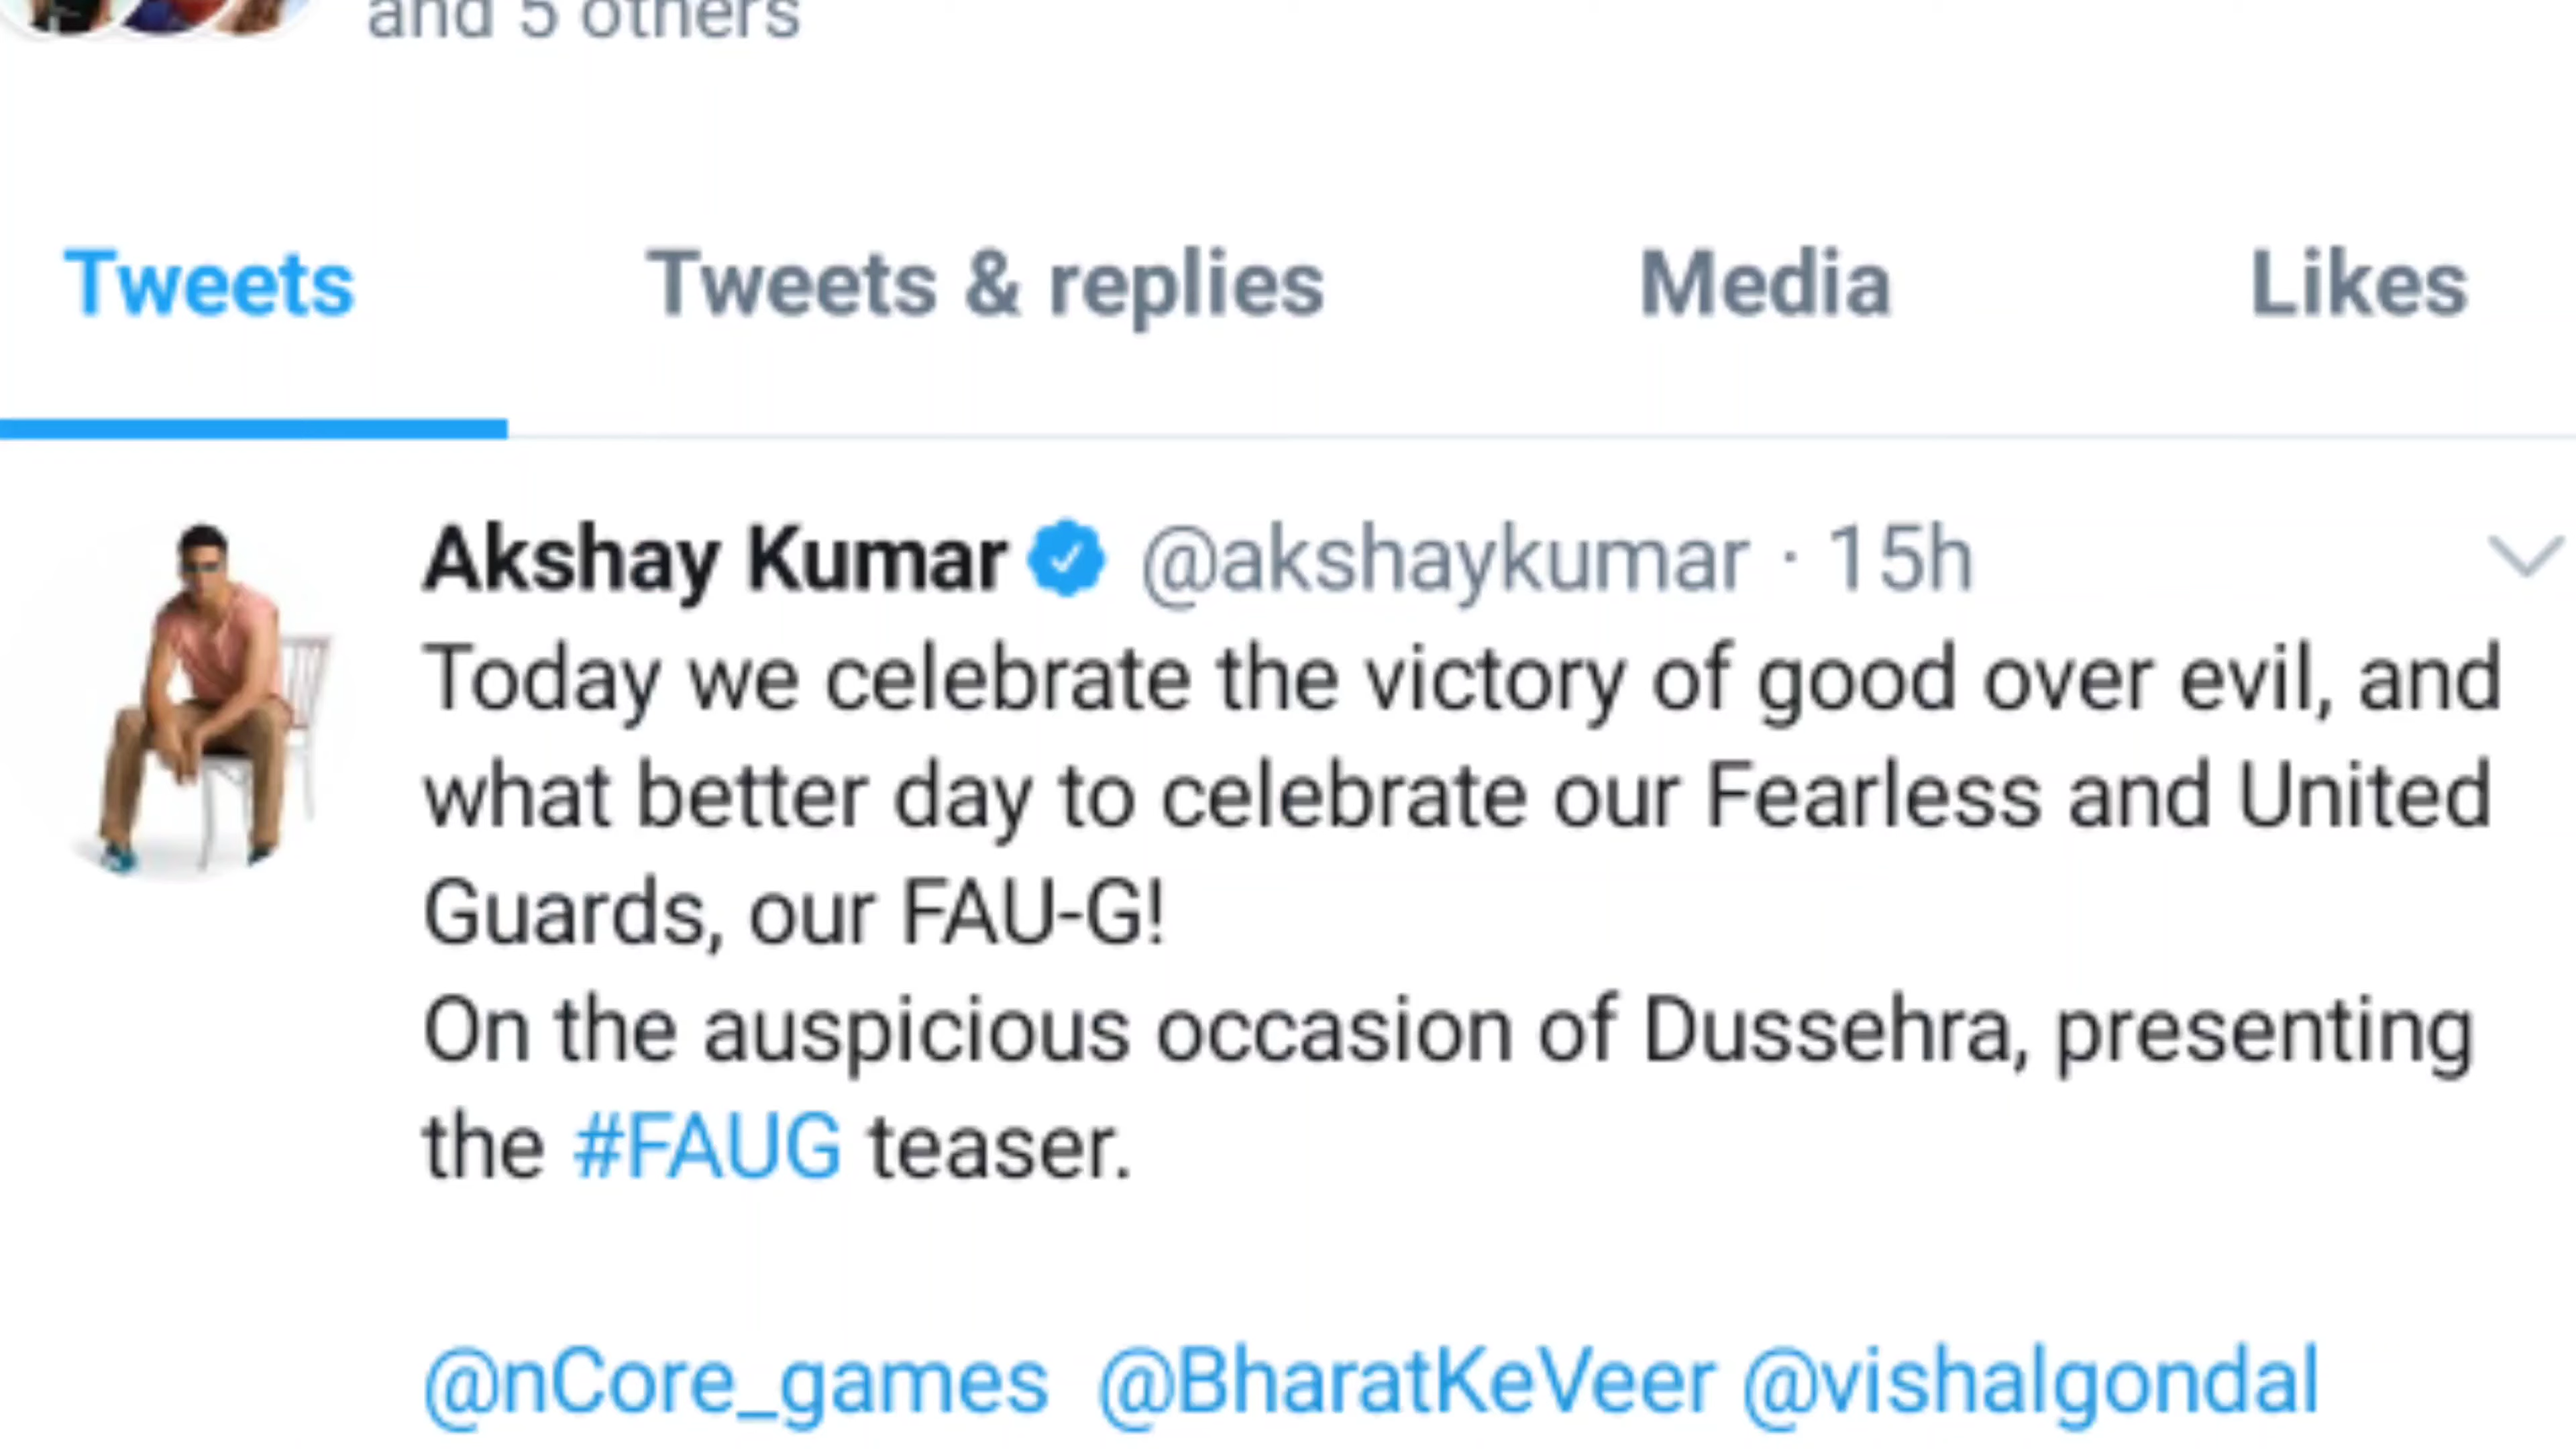 and 5 others
Tweets Tweets & replies Media Likes
Akshay Kumar @akshaykumar · 15h
Today we celebrate the victory of good over evil, and
what better day to celebrate our Fearless and United
Guards, our FAU-G!
On the auspicious occasion of Dussehra, presenting
the #FAUG teaser.
@nCore_games @BharatKeVeer @vishalgondal